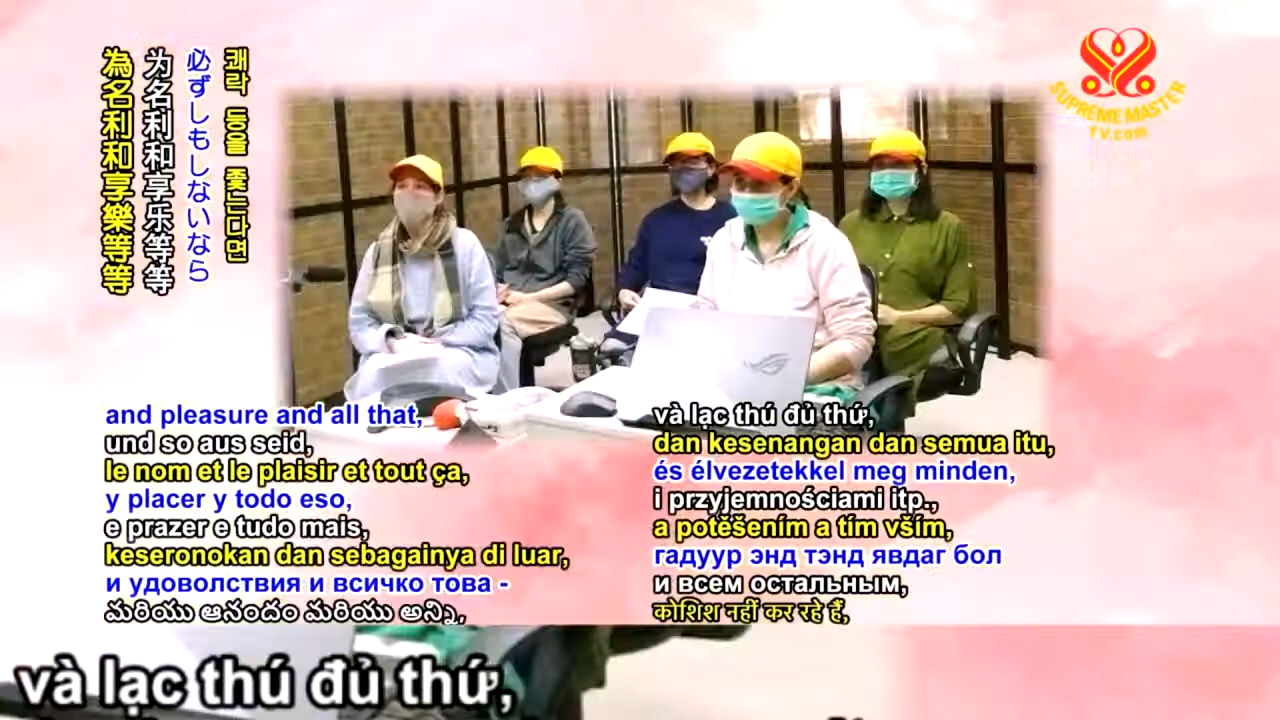 為名利和享樂等等
为名利和享乐等等
必ずしもしないなら
쾌락 등을 좇는다면
SUPREME MASTER
TV.com
and pleasure and all that,
und so aus seid,
le nom et le plaisir et tout ça,
y placer y todo eso,
e prazer e tudo mais,
keseronokan dan sebagainya di luar,
и удоволствия и всичко това -
మరియు ఆనందం మరియు అన్ని,
và lạc thú đủ thứ,
dan kesenangan dan semua itu,
és élvezetekkel meg minden,
i przyjemnościami itp.,
a potěšením a tím vším,
гадуур энд тэнд явдаг бол
и всем остальным,
कोशिश नहीं कर रहे हैं,
và lạc thú đủ thứ,